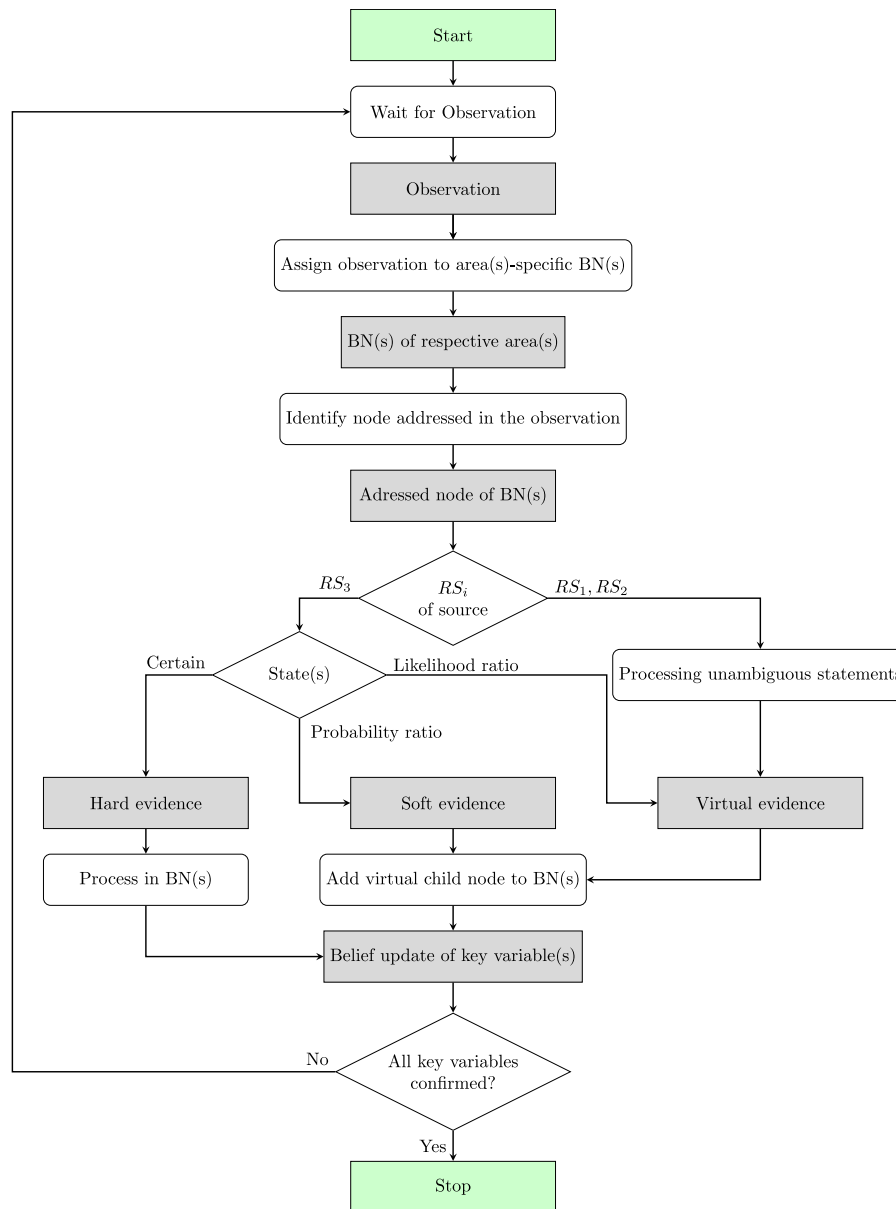 Start
Wait for Observation
Observation
Assign observation to area(s)-specific BN(s)
BN(s) of respective area(s)
Identify node addressed in the observation
Adressed node of BN(s)
RS₃
RSᵢ
of source
RS₁, RS₂
Certain
State(s)
Likelihood ratio
Processing unambiguous statements
Probability ratio
Hard evidence
Soft evidence
Virtual evidence
Process in BN(s)
Add virtual child node to BN(s)
Belief update of key variable(s)
No
All key variables
confirmed?
Yes
Stop